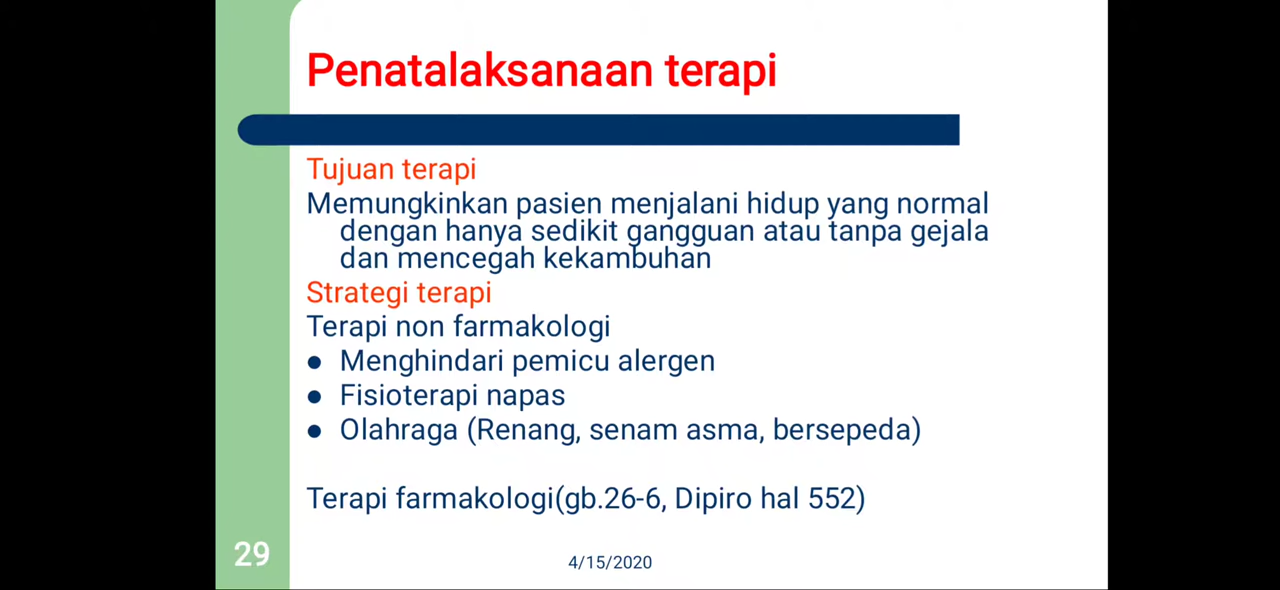 Penatalaksanaan terapi
Tujuan terapi
Memungkinkan pasien menjalani hidup yang normal
dengan hanya sedikit gangguan atau tanpa gejala
dan mencegah kekambuhan
Strategi terapi
Terapi non farmakologi
● Menghindari pemicu alergen
● Fisioterapi napas
● Olahraga (Renang, senam asma, bersepeda)
Terapi farmakologi(gb.26-6, Dipiro hal 552)
29
4/15/2020